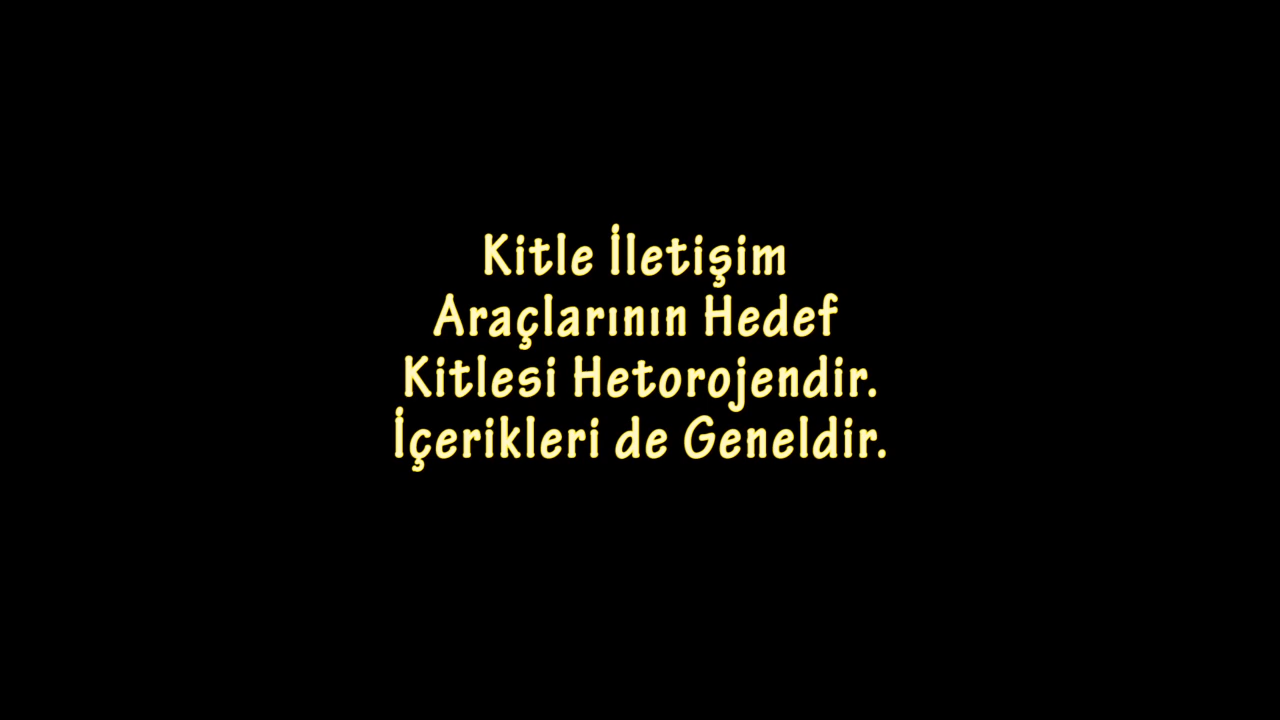 Kitle İletişim
Araçlarının Hedef
Kitlesi Hetorojendir.
İçerikleri de Geneldir.